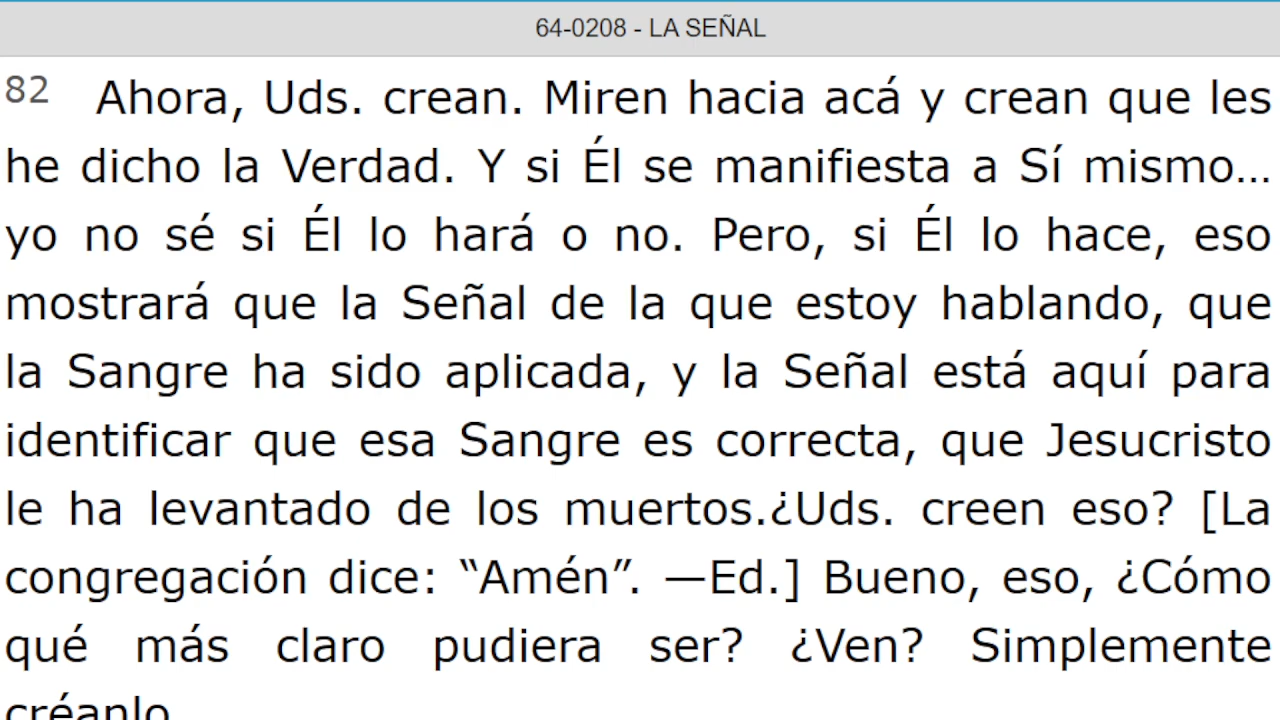 64-0208 - LA SEÑAL
82 Ahora, Uds. crean. Miren hacia acá y crean que les
he dicho la Verdad. Y si Él se manifiesta a Sí mismo…
yo no sé si Él lo hará o no. Pero, si Él lo hace, eso
mostrará que la Señal de la que estoy hablando, que
la Sangre ha sido aplicada, y la Señal está aquí para
identificar que esa Sangre es correcta, que Jesucristo
le ha levantado de los muertos.¿Uds. creen eso? [La
congregación dice: “Amén”. —Ed.] Bueno, eso, ¿Cómo
qué más claro pudiera ser? ¿Ven? Simplemente
créanlo